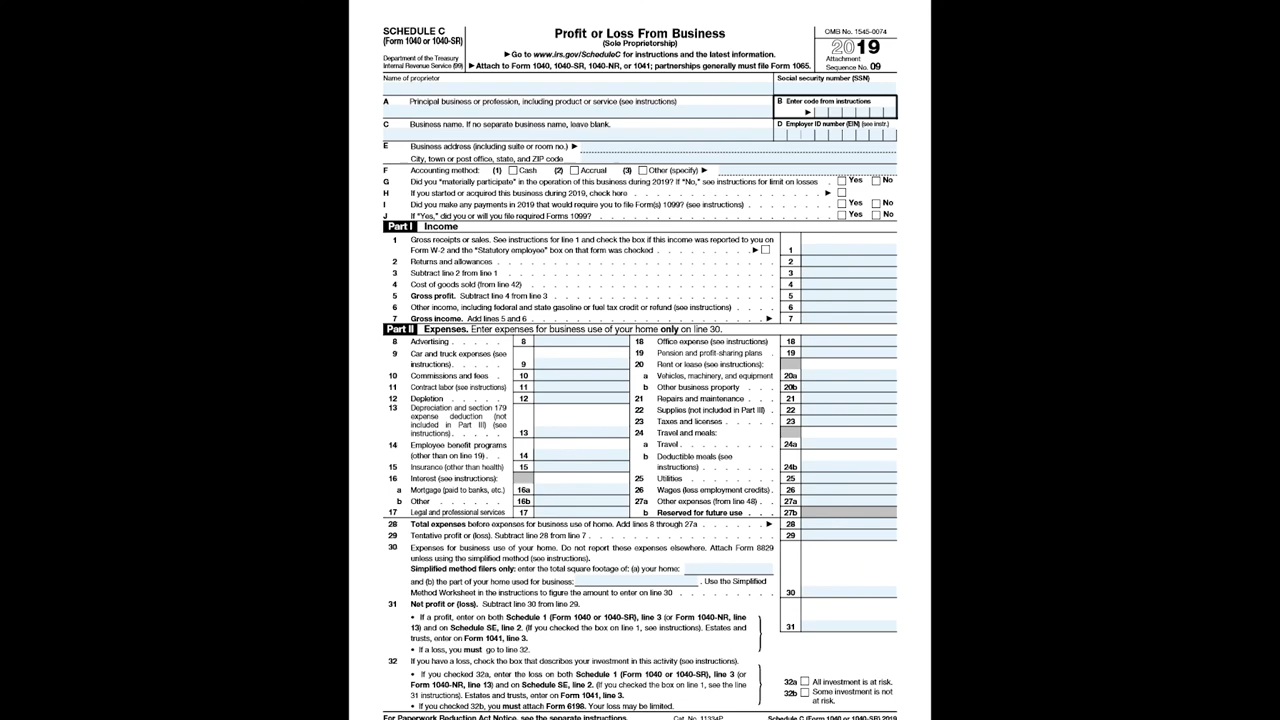 SCHEDULE C
(Form 1040 or 1040-SR)
Department of the Treasury
Internal Revenue Service (99)
Profit or Loss From Business
(Sole Proprietorship)
▶ Go to www.irs.gov/ScheduleC for instructions and the latest information.
▶ Attach to Form 1040, 1040-SR, 1040-NR, or 1041; partnerships generally must file Form 1065.
OMB No. 1545-0074
2019
Attachment
Sequence No. 09
Name of proprietor
Social security number (SSN)
A Principal business or profession, including product or service (see instructions)
B Enter code from instructions
▶
C Business name. If no separate business name, leave blank.
D Employer ID number (EIN) (see instr.)
E Business address (including suite or room no.) ▶
City, town or post office, state, and ZIP code
F Accounting method: (1) Cash (2) Accrual (3) Other (specify) ▶
G Did you "materially participate" in the operation of this business during 2019? If "No," see instructions for limit on losses . Yes No
H If you started or acquired this business during 2019, check here . . . . . ▶
I Did you make any payments in 2019 that would require you to file Form(s) 1099? (see instructions) . . . . . Yes No
J If "Yes," did you or will you file required Forms 1099? . . . . . Yes No
Part I Income
1 Gross receipts or sales. See instructions for line 1 and check the box if this income was reported to you on
Form W-2 and the "Statutory employee" box on that form was checked . . . . . ▶ 1
2 Returns and allowances . . . . . 2
3 Subtract line 2 from line 1 . . . . . 3
4 Cost of goods sold (from line 42) . . . . . 4
5 Gross profit. Subtract line 4 from line 3 . . . . . 5
6 Other income, including federal and state gasoline or fuel tax credit or refund (see instructions) . . . . 6
7 Gross income. Add lines 5 and 6 . . . . . ▶ 7
Part II Expenses. Enter expenses for business use of your home only on line 30.
8 Advertising . . . . . 8
9 Car and truck expenses (see
instructions) . . . . . 9
10 Commissions and fees . 10
11 Contract labor (see instructions) 11
12 Depletion . . . . . 12
13 Depreciation and section 179
expense deduction (not
included in Part III) (see
instructions) . . . . . 13
14 Employee benefit programs
(other than on line 19) . . 14
15 Insurance (other than health) 15
16 Interest (see instructions):
a Mortgage (paid to banks, etc.) 16a
b Other . . . . . 16b
17 Legal and professional services 17
18 Office expense (see instructions) 18
19 Pension and profit-sharing plans . 19
20 Rent or lease (see instructions):
a Vehicles, machinery, and equipment 20a
b Other business property . . . 20b
21 Repairs and maintenance . . . 21
22 Supplies (not included in Part III) . 22
23 Taxes and licenses . . . . . 23
24 Travel and meals:
a Travel . . . . . 24a
b Deductible meals (see
instructions) . . . . . 24b
25 Utilities . . . . . 25
26 Wages (less employment credits) . 26
27a Other expenses (from line 48) . . 27a
b Reserved for future use . . . 27b
28 Total expenses before expenses for business use of home. Add lines 8 through 27a . . . . . ▶ 28
29 Tentative profit or (loss). Subtract line 28 from line 7 . . . . . 29
30 Expenses for business use of your home. Do not report these expenses elsewhere. Attach Form 8829
unless using the simplified method (see instructions).
Simplified method filers only: enter the total square footage of: (a) your home:
and (b) the part of your home used for business: . Use the Simplified
Method Worksheet in the instructions to figure the amount to enter on line 30 . . . . . 30
31 Net profit or (loss). Subtract line 30 from line 29.
• If a profit, enter on both Schedule 1 (Form 1040 or 1040-SR), line 3 (or Form 1040-NR, line
13) and on Schedule SE, line 2. (If you checked the box on line 1, see instructions). Estates and
trusts, enter on Form 1041, line 3.
• If a loss, you must go to line 32.
31
32 If you have a loss, check the box that describes your investment in this activity (see instructions).
• If you checked 32a, enter the loss on both Schedule 1 (Form 1040 or 1040-SR), line 3 (or
Form 1040-NR, line 13) and on Schedule SE, line 2. (If you checked the box on line 1, see the line
31 instructions). Estates and trusts, enter on Form 1041, line 3.
• If you checked 32b, you must attach Form 6198. Your loss may be limited.
32a All investment is at risk.
32b Some investment is not
at risk.
For Paperwork Reduction Act Notice, see the separate instructions. Cat. No. 11334P Schedule C (Form 1040 or 1040-SR) 2019